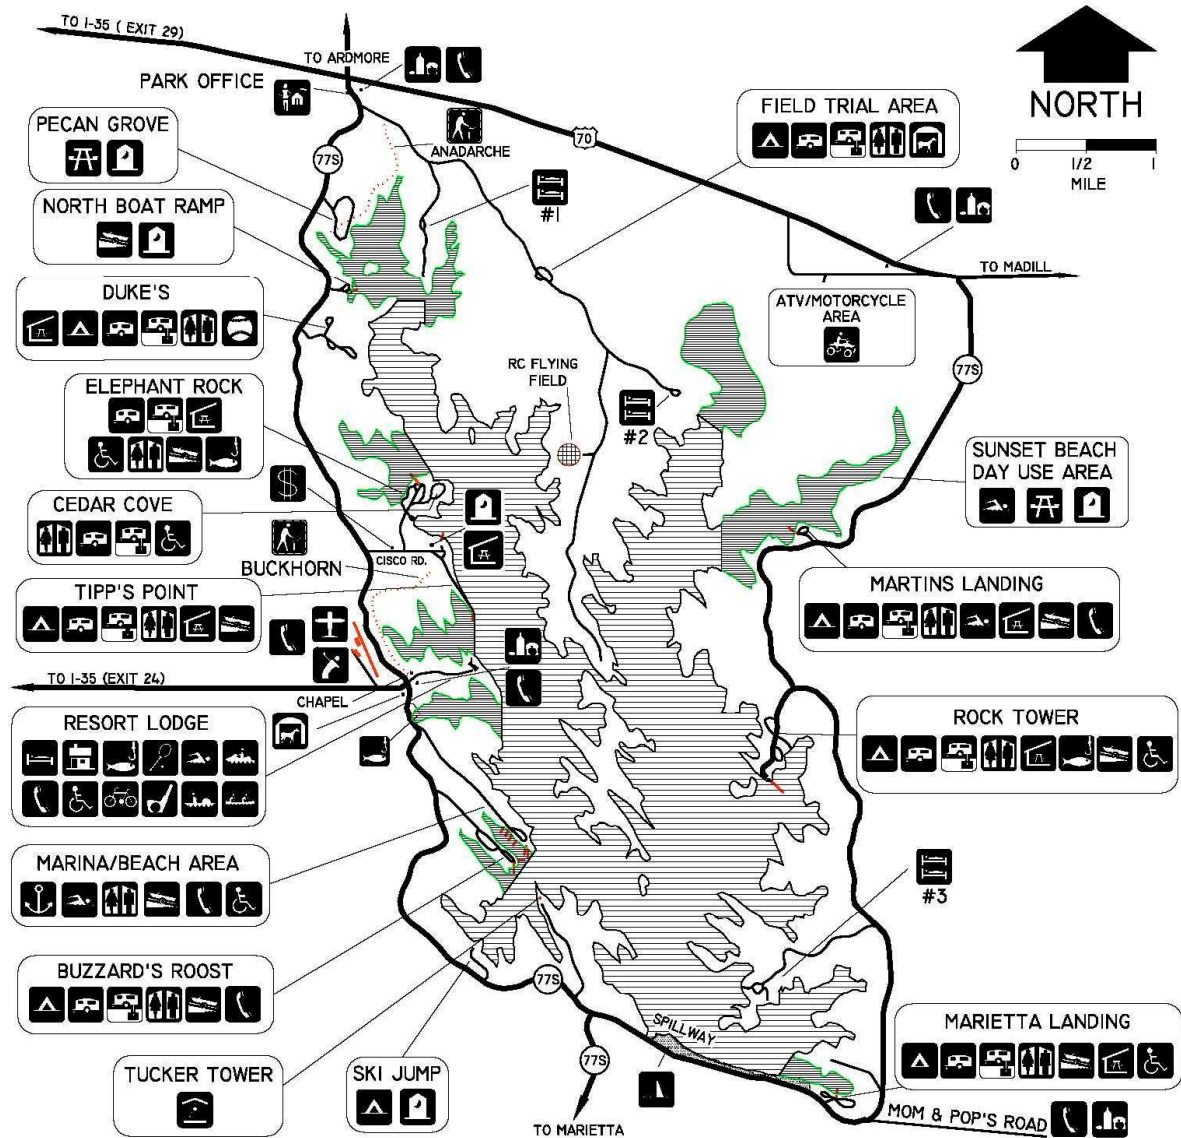 TO I-35 ( EXIT 29)
TO ARDMORE
PARK OFFICE
NORTH
0 1/2 1
MILE
PECAN GROVE
77S
ANADARCHE
70
FIELD TRIAL AREA
#1
NORTH BOAT RAMP
TO MADILL
DUKE'S
ATV/MOTORCYCLE
AREA
RC FLYING
FIELD
77S
ELEPHANT ROCK
#2
SUNSET BEACH
DAY USE AREA
$
CEDAR COVE
CISCO RD.
BUCKHORN
TIPP'S POINT
MARTINS LANDING
TO I-35 (EXIT 24)
CHAPEL
RESORT LODGE
ROCK TOWER
MARINA/BEACH AREA
#3
BUZZARD'S ROOST
77S
SPILLWAY
MARIETTA LANDING
TUCKER TOWER
SKI JUMP
77S
MOM & POP'S ROAD
TO MARIETTA